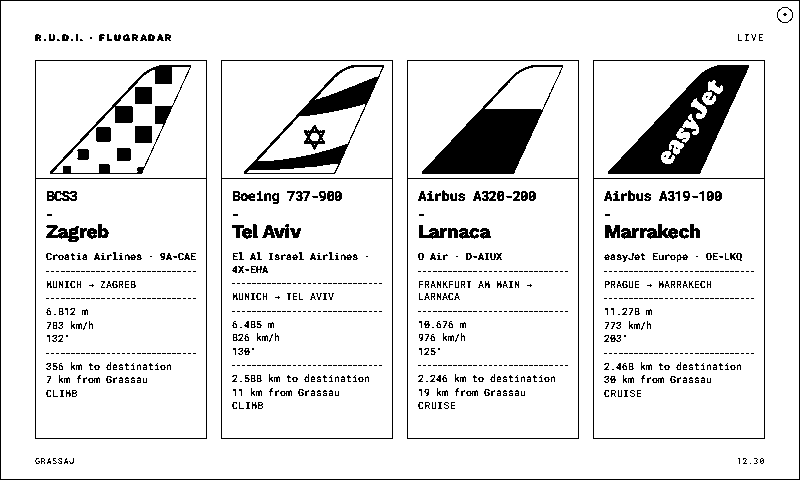 R.U.D.I. · FLUGRADAR
LIVE
easyJet
BCS3
-
Zagreb
Croatia Airlines · 9A-CAE
MUNICH → ZAGREB
6.812 m
783 km/h
132°
356 km to destination
7 km from Grassau
CLIMB
Boeing 737-900
-
Tel Aviv
El Al Israel Airlines ·
4X-EHA
MUNICH → TEL AVIV
6.485 m
826 km/h
130°
2.588 km to destination
11 km from Grassau
CLIMB
Airbus A320-200
-
Larnaca
O Air · D-AIUX
FRANKFURT AM MAIN →
LARNACA
10.676 m
976 km/h
125°
2.246 km to destination
19 km from Grassau
CRUISE
Airbus A319-100
-
Marrakech
easyJet Europe · OE-LKQ
PRAGUE → MARRAKECH
11.278 m
773 km/h
203°
2.468 km to destination
30 km from Grassau
CRUISE
GRASSAU
12.30